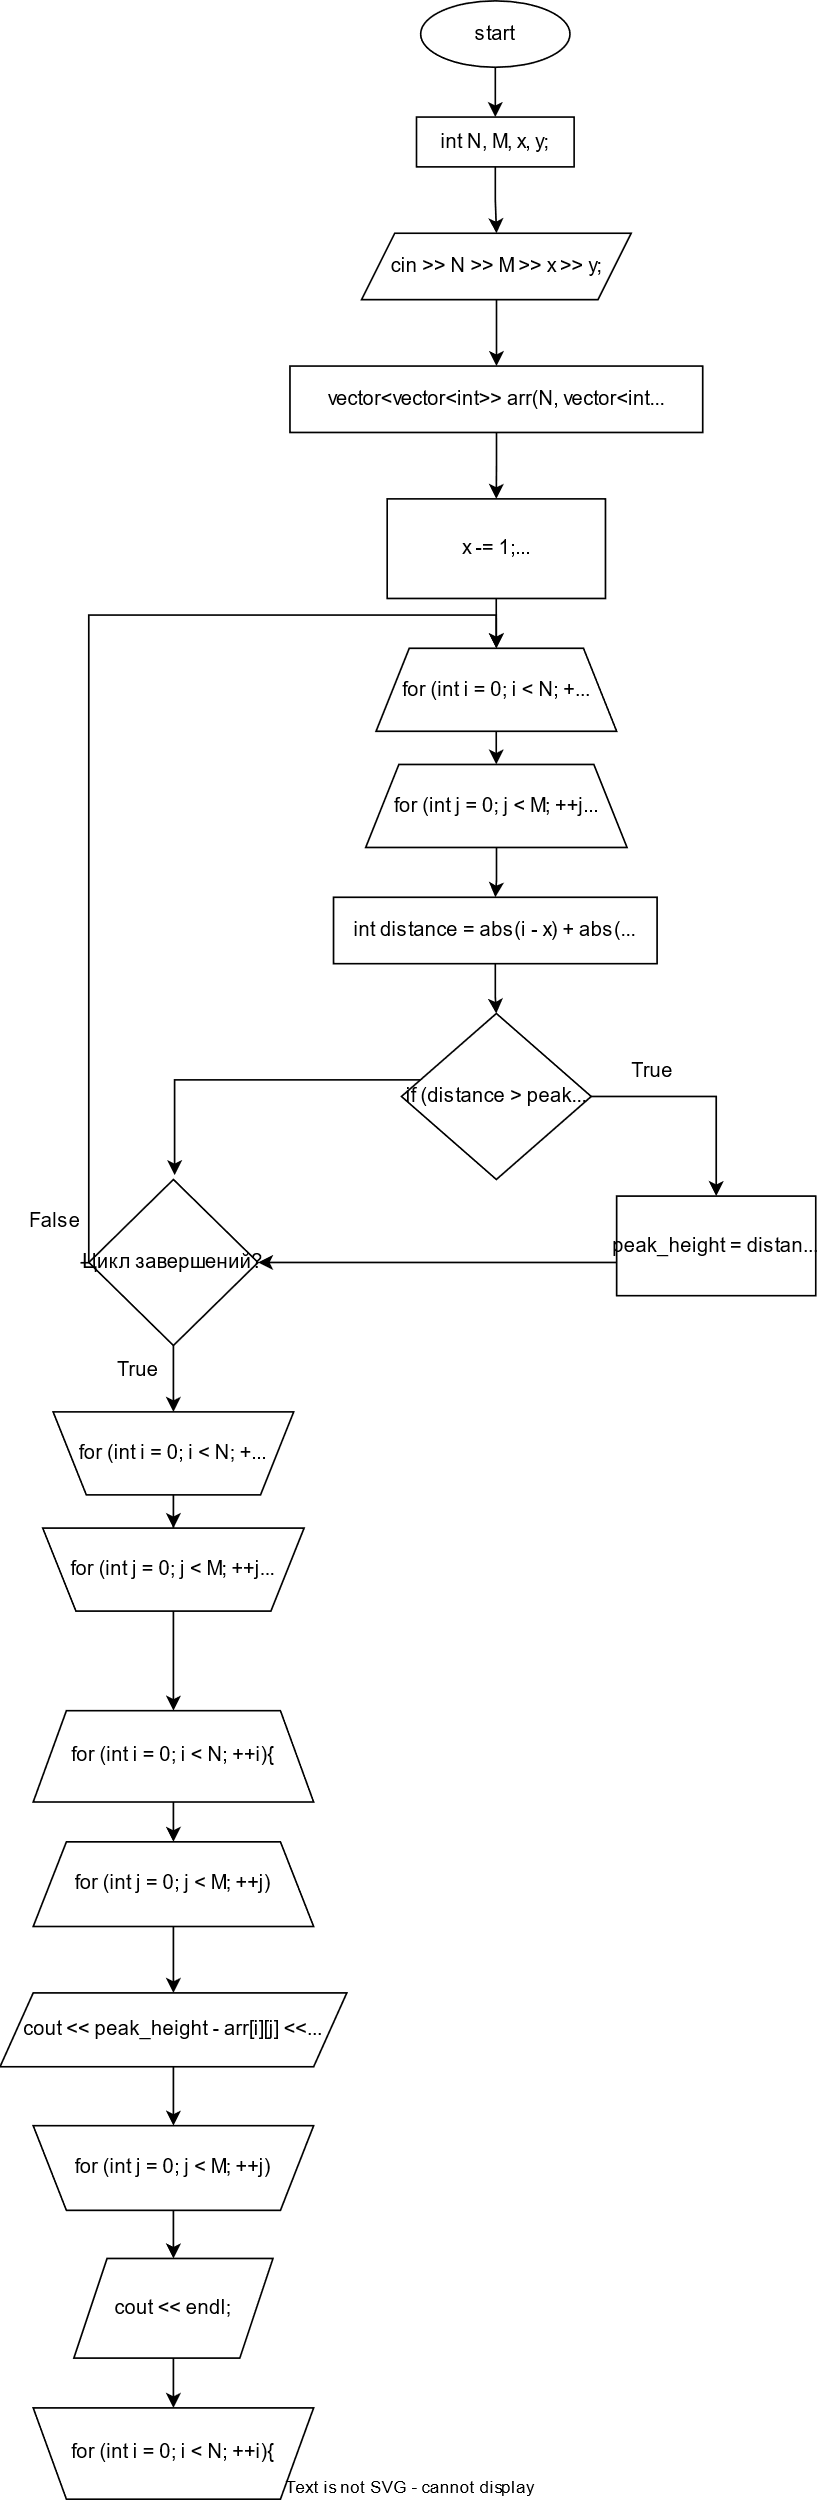 start
int N, M, x, y;
cin >> N >> M >> x >> y;
vector<vector<int>> arr(N, vector<int...
x -= 1;...
for (int i = 0; i < N; +...
for (int j = 0; j < M; ++j...
int distance = abs(i - x) + abs(...
if (distance > peak...
True
peak_height = distan...
False
Цикл завершений?
True
for (int i = 0; i < N; +...
for (int j = 0; j < M; ++j...
for (int i = 0; i < N; ++i){
for (int j = 0; j < M; ++j)
cout << peak_height - arr[i][j] <<...
for (int j = 0; j < M; ++j)
cout << endl;
for (int i = 0; i < N; ++i){
Text is not SVG - cannot display